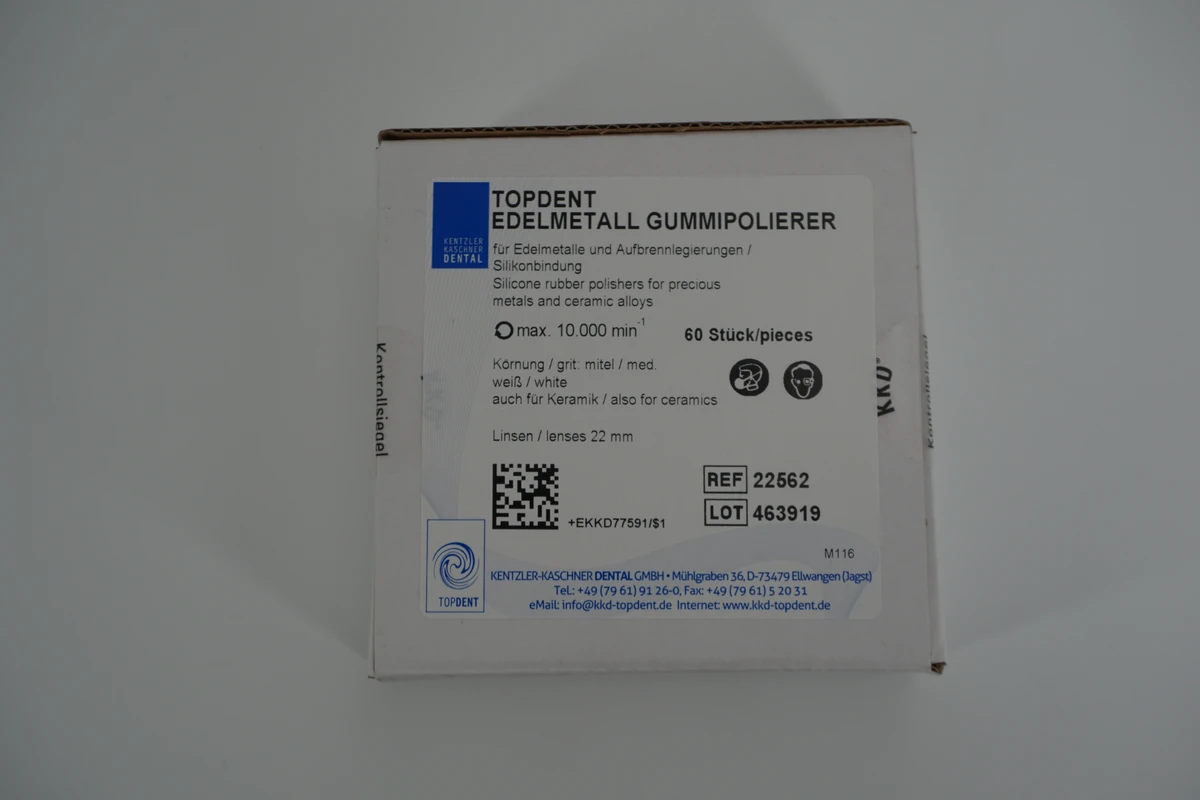 TOPDENT
EDELMETALL GUMMIPOLIERER
KENTZLER
KASCHNER
DENTAL
für Edelmetalle und Aufbrennlegierungen /
Silikonbindung
Silicone rubber polishers for precious
metals and ceramic alloys
max. 10.000 min-1
60 Stück/pieces
Körnung / grit: mitel / med.
weiß / white
auch für Keramik / also for ceramics
Linsen / lenses 22 mm
REF 22562
LOT 463919
+EKKD77591/$1
M116
TOPDENT
KENTZLER-KASCHNER DENTAL GMBH • Mühlgraben 36, D-73479 Ellwangen (Jagst)
Tel.: +49 (79 61) 91 26-0, Fax: +49 (79 61) 5 20 31
eMail: info@kkd-topdent.de Internet: www.kkd-topdent.de
Kontrollsiegel
KKD®
Kontrollsiegel